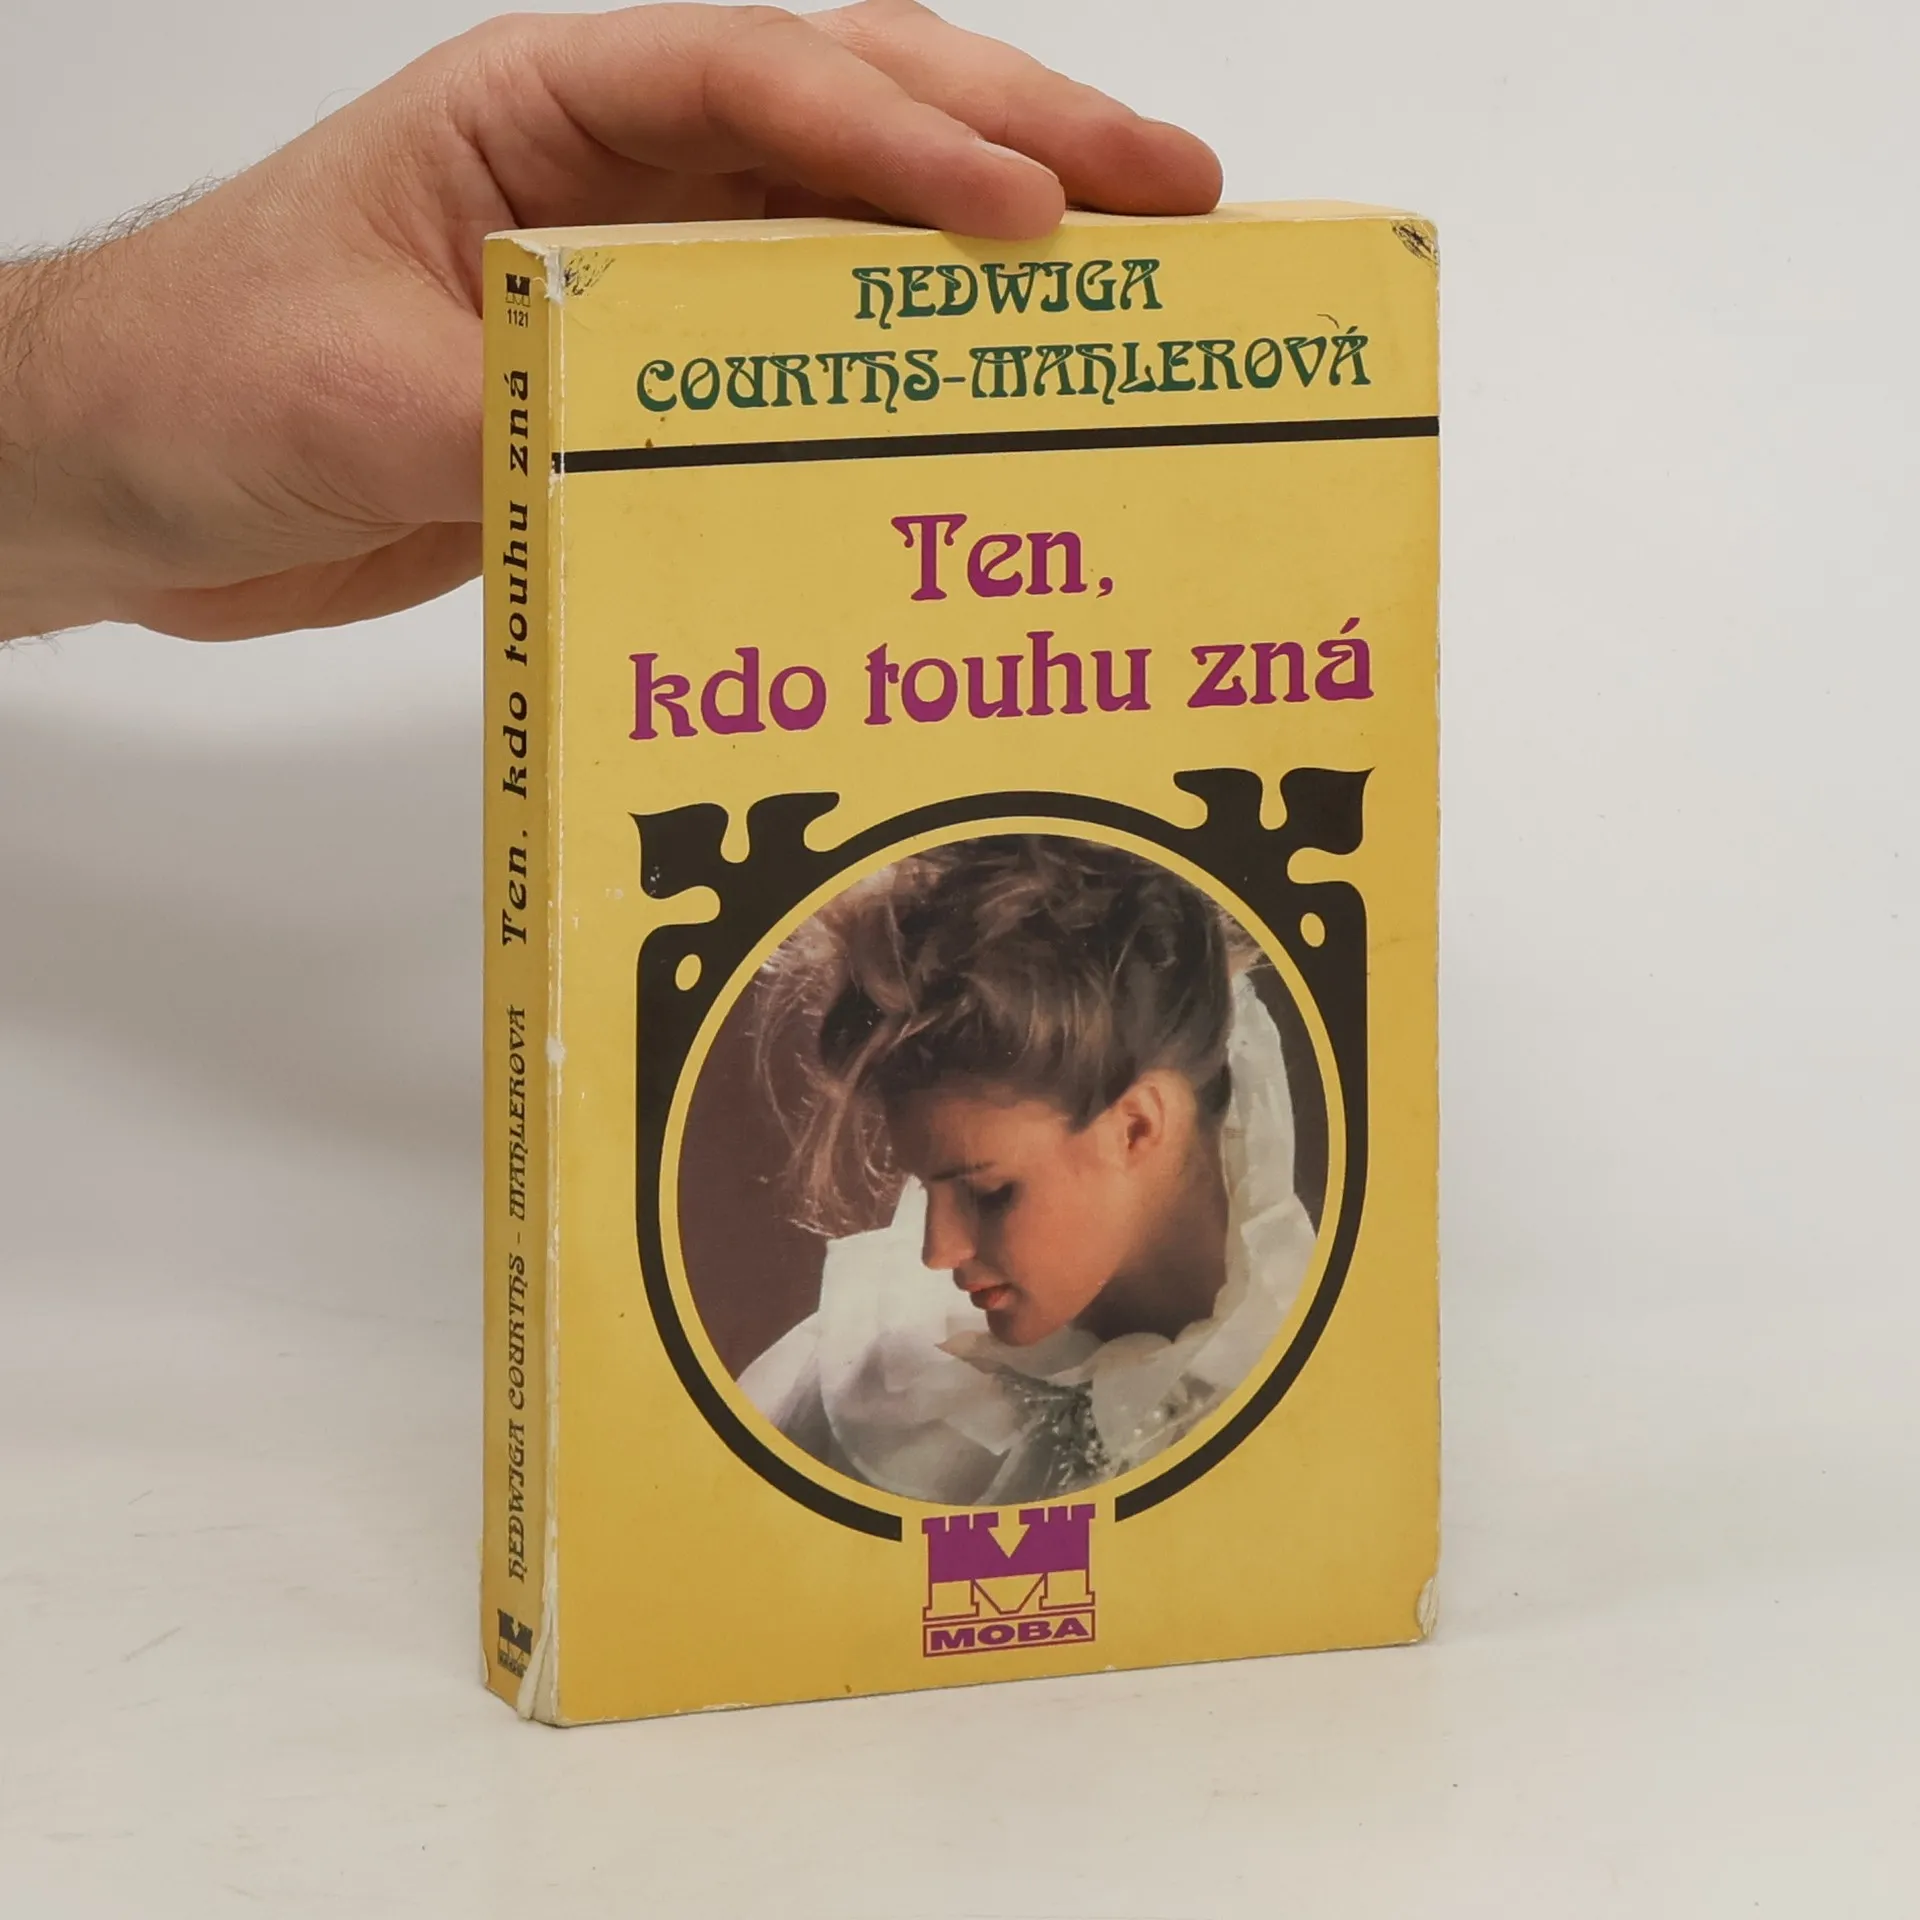 HEDWIGA
COURTHS-MAHLEROVÁ
Ten,
kdo touhu zná
MOBA
1121
HEDWIGA COURTHS - MAHLEROVÁ Ten, kdo touhu zná